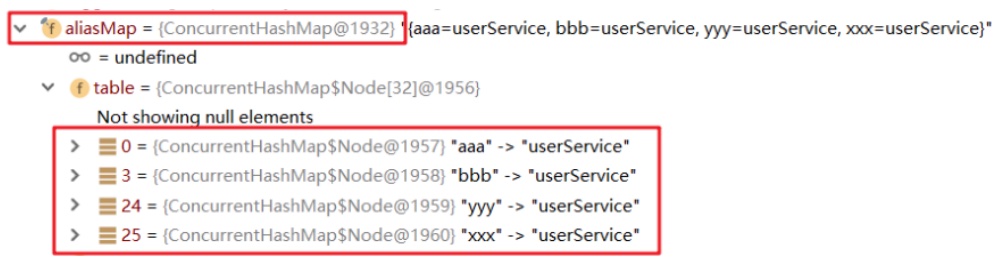 aliasMap = {ConcurrentHashMap@1932} "{aaa=userService, bbb=userService, yyy=userService, xxx=userService}"
oo = undefined
table = {ConcurrentHashMap$Node[32]@1956}
Not showing null elements
0 = {ConcurrentHashMap$Node@1957} "aaa" -> "userService"
3 = {ConcurrentHashMap$Node@1958} "bbb" -> "userService"
24 = {ConcurrentHashMap$Node@1959} "yyy" -> "userService"
25 = {ConcurrentHashMap$Node@1960} "xxx" -> "userService"